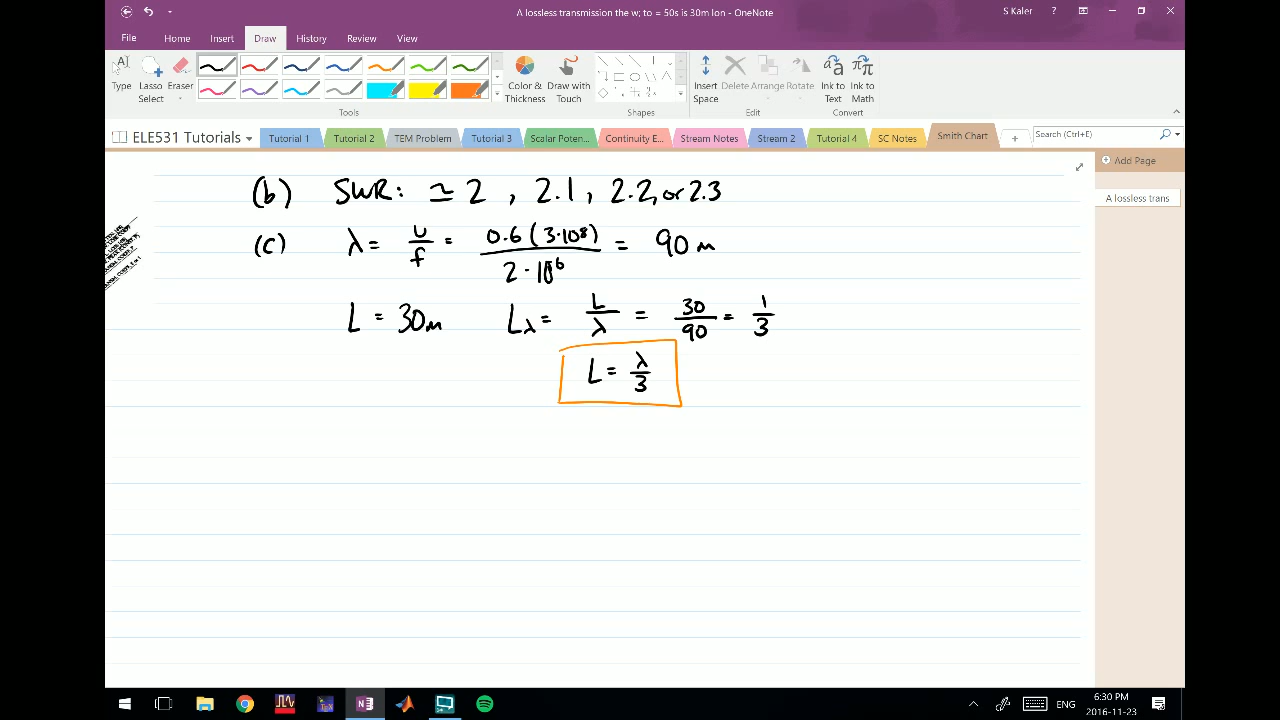 A lossless transmission the w; to = 50s is 30m lon - OneNote
S Kaler
File Home Insert Draw History Review View
Type
Lasso Select
Eraser
Color & Thickness
Draw with Touch
Insert Space
Delete
Arrange
Rotate
Ink to Text
Ink to Math
Tools
Shapes
Edit
Convert
ELE531 Tutorials
Tutorial 1
Tutorial 2
TEM Problem
Tutorial 3
Scalar Poten...
Continuity E...
Stream Notes
Stream 2
Tutorial 4
SC Notes
Smith Chart
Search (Ctrl+E)
Add Page
A lossless trans
(b) SWR: ≃ 2 , 2.1 , 2.2, or 2.3
(c) λ = u/f = 0.6 (3·10⁸) / 2·10⁶ = 90 m
L = 30m Lλ = L/λ = 30/90 = 1/3
L = λ/3
ENG
6:30 PM
2016-11-23